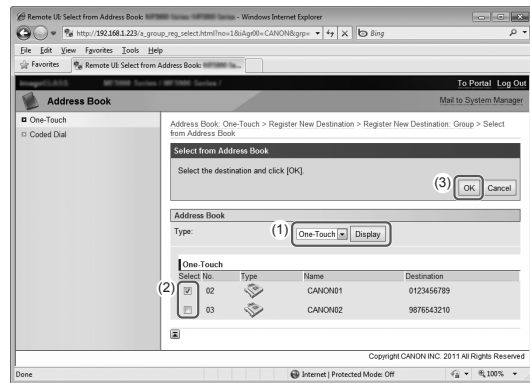 Remote UI: Select from Address Book: - Windows Internet Explorer
http://192.168.1.223/a_group_reg_select.html?no=1&iAgr00=CANON&grp= Bing
File Edit View Favorites Tools Help
Favorites Remote UI: Select from Address Book:
To Portal Log Out
Address Book Mail to System Manager
One-Touch
Coded Dial
Address Book: One-Touch > Register New Destination > Register New Destination: Group > Select
from Address Book
Select from Address Book
Select the destination and click [OK].
(3) OK Cancel
Address Book
Type: (1) One-Touch Display
One-Touch
Select No. Type Name Destination
(2) 02 CANON01 0123456789
03 CANON02 9876543210
Copyright CANON INC. 2011 All Rights Reserved
Done Internet | Protected Mode: Off 100%